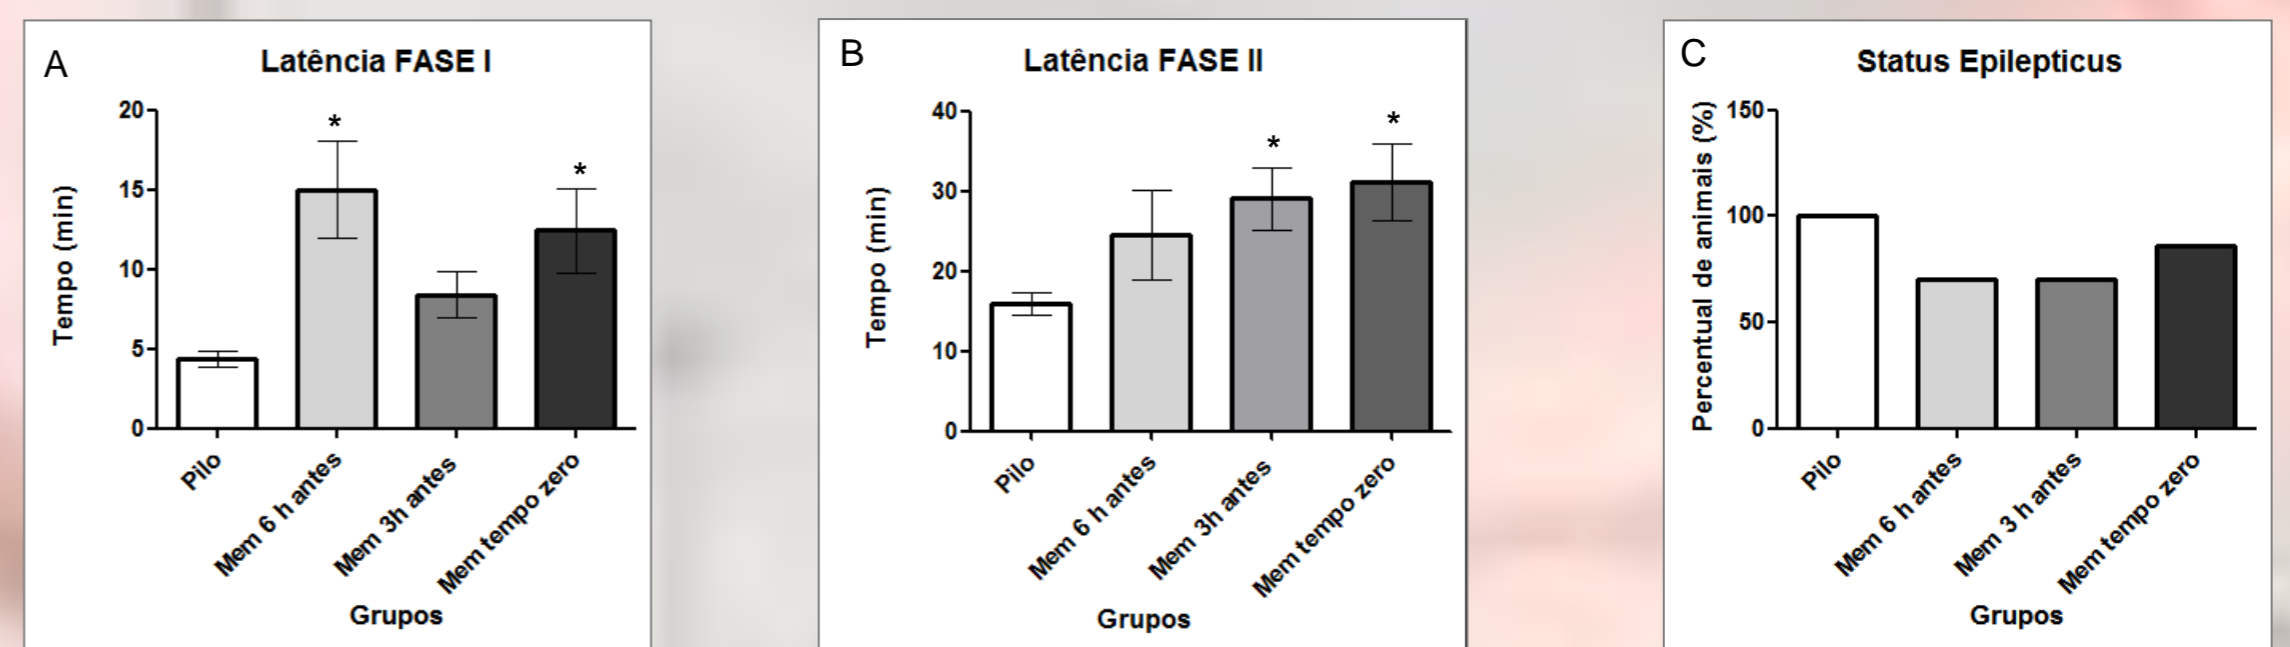 A
Latência FASE I
Tempo (min)
20
15
10
5
0
*
*
Pilo
Mem 6 h antes
Mem 3h antes
Mem tempo zero
Grupos
B
Latência FASE II
Tempo (min)
40
30
20
10
0
*
*
Pilo
Mem 6 h antes
Mem 3h antes
Mem tempo zero
Grupos
C
Status Epilepticus
Percentual de animais (%)
150
100
50
0
Pilo
Mem 6 h antes
Mem 3 h antes
Mem tempo zero
Grupos